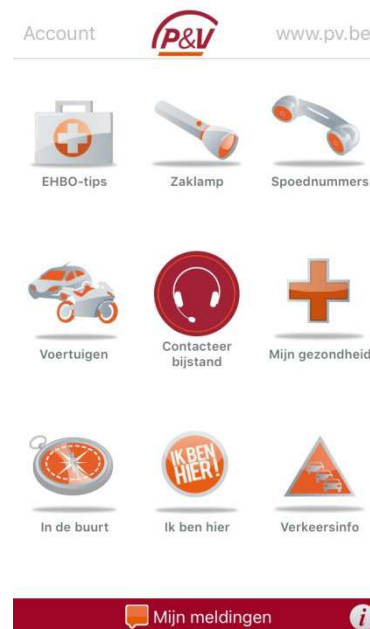 Account
P&V
www.pv.be
EHBO-tips
Zaklamp
Spoednummers
Voertuigen
Contacteer
bijstand
Mijn gezondheid
IK BEN
HIER!
In de buurt
Ik ben hier
Verkeersinfo
Mijn meldingen
i